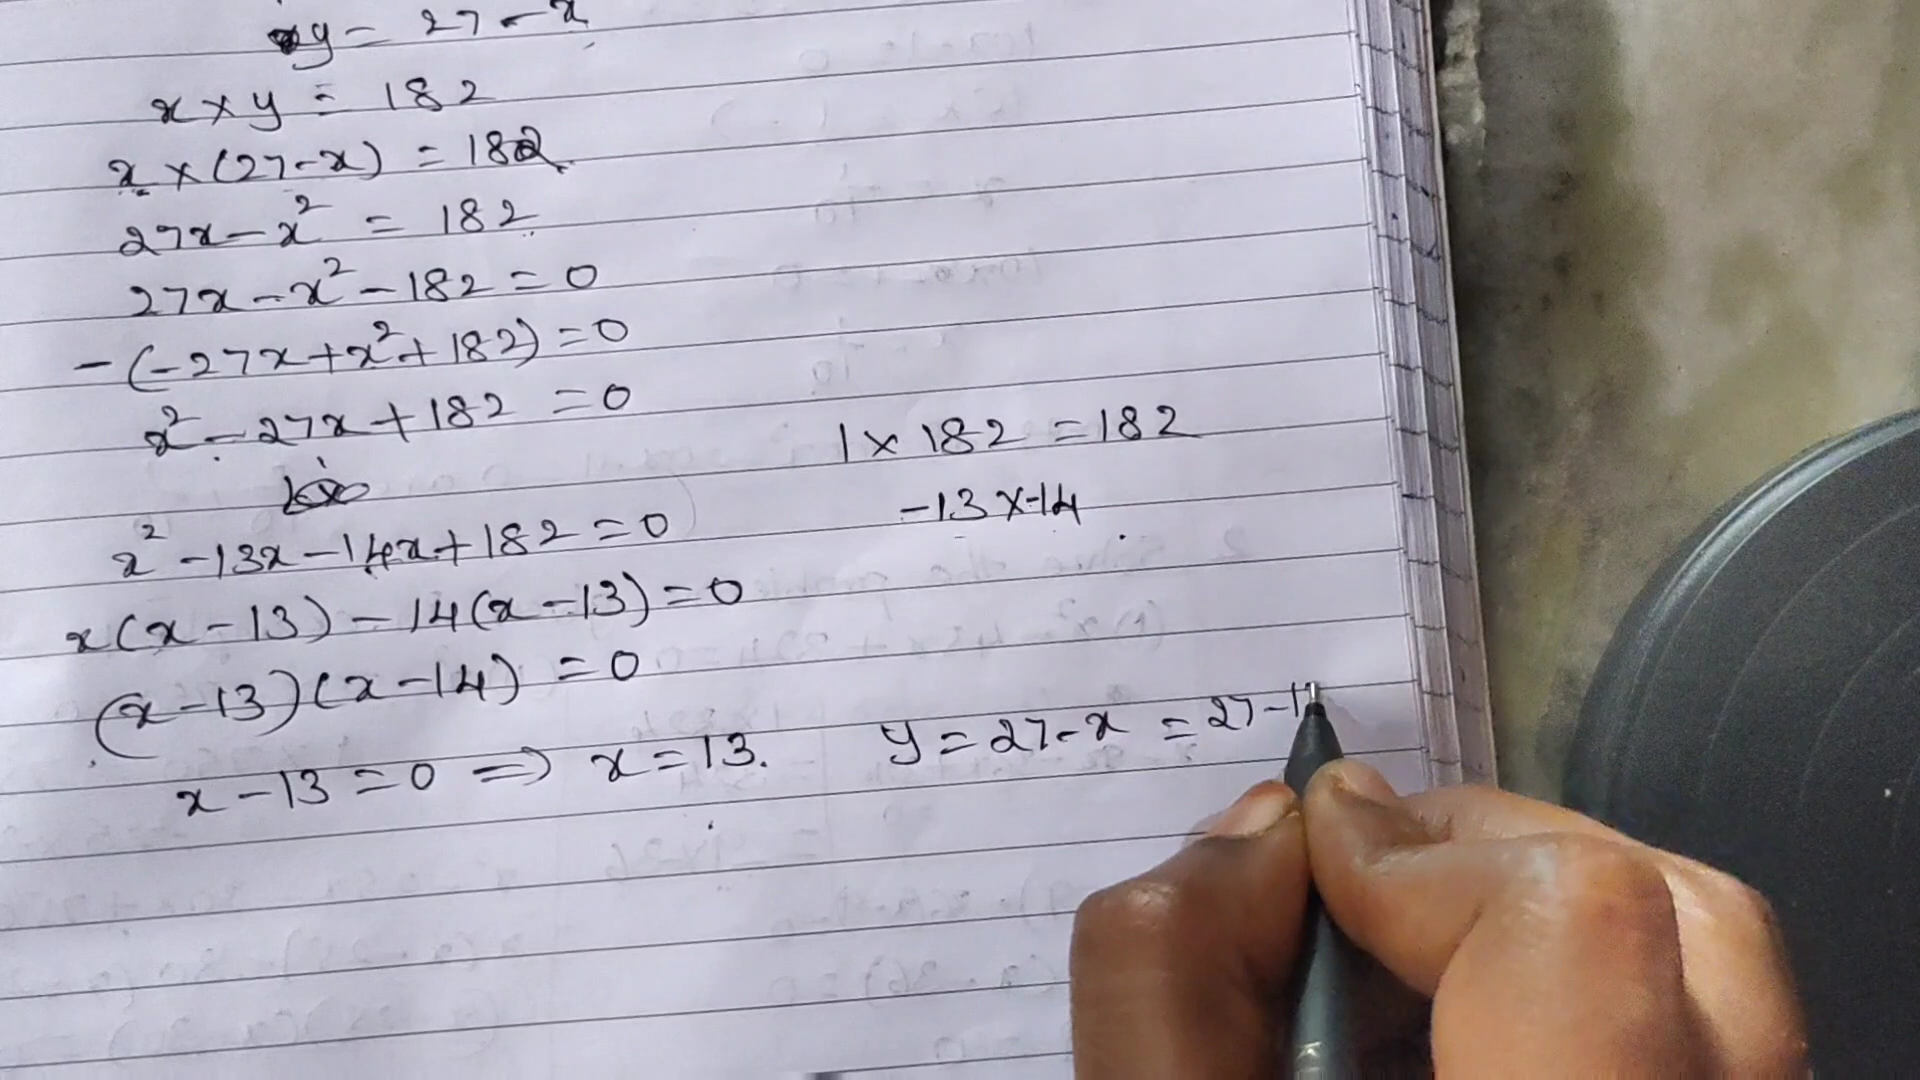 y = 27 - x
x × y = 182
x × (27 - x) = 182
27x - x² = 182
27x - x² - 182 = 0
-(-27x + x² + 182) = 0
x² - 27x + 182 = 0
1 × 182 = 182
-13 × -14
x² - 13x - 14x + 182 = 0
x(x - 13) - 14(x - 13) = 0
(x - 13)(x - 14) = 0
x - 13 = 0 ⇒ x = 13. y = 27 - x = 27 - 1